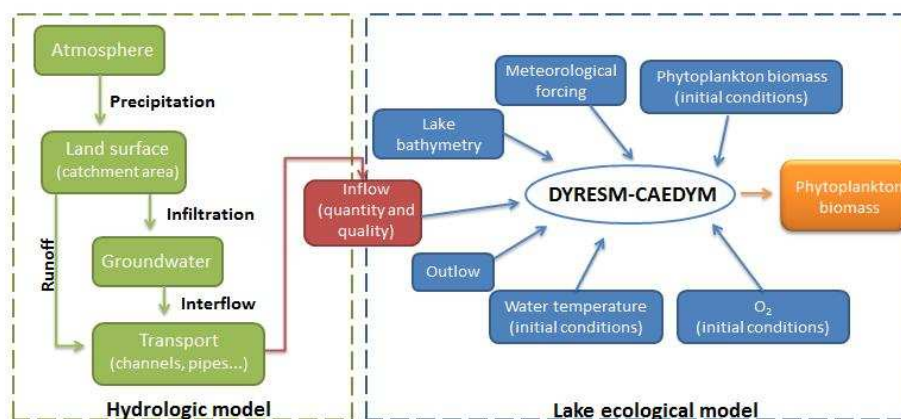 Atmosphere
Precipitation
Land surface
(catchment area)
Infiltration
Runoff
Groundwater
Interflow
Transport
(channels, pipes...)
Hydrologic model
Inflow
(quantity and
quality)
Lake
bathymetry
Meteorological
forcing
Phytoplankton biomass
(initial conditions)
DYRESM-CAEDYM
Phytoplankton
biomass
Outlow
Water temperature
(initial conditions)
O₂
(initial conditions)
Lake ecological model